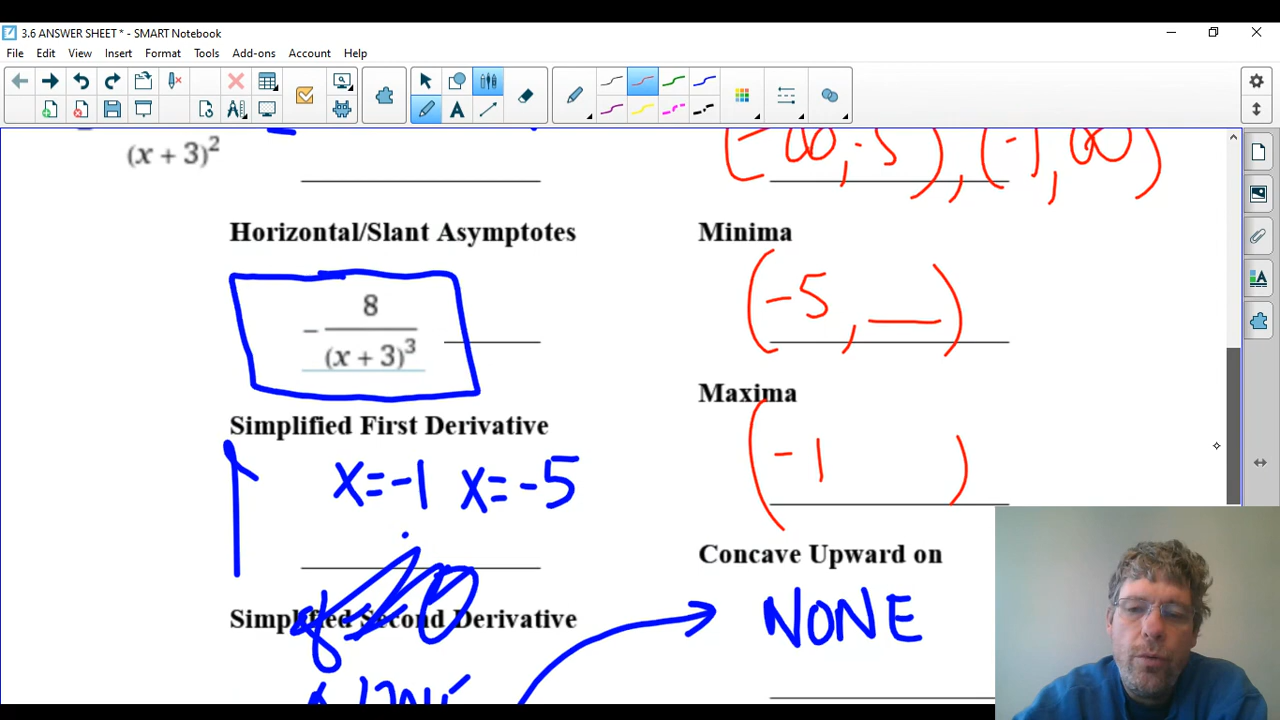 3.6 ANSWER SHEET * - SMART Notebook
File Edit View Insert Format Tools Add-ons Account Help
(x + 3)²
(-∞,-5), (-1,∞)
Horizontal/Slant Asymptotes
- 8
(x + 3)³
Minima
(-5, __)
Simplified First Derivative
x=-1 x=-5
Maxima
(-1 )
Simplified Second Derivative
Concave Upward on
NONE